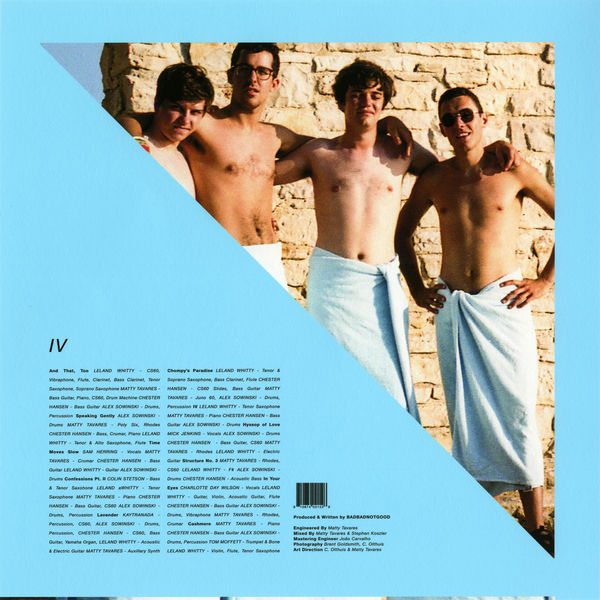 IV
And That, Too LELAND WHITTY - CS60,
Vibraphone, Flute, Clarinet, Bass Clarinet, Tenor
Saxophone, Soprano Saxophone MATTY TAVARES -
Bass Guitar, Piano, CS60, Drum Machine CHESTER
HANSEN - Bass Guitar ALEX SOWINSKI - Drums,
Percussion Speaking Gently ALEX SOWINSKI -
Drums MATTY TAVARES - Poly Six, Rhodes
CHESTER HANSEN - Bass, Crumar, Piano LELAND
WHITTY - Tenor & Alto Saxophone, Flute Time
Moves Slow SAM HERRING - Vocals MATTY
TAVARES - Crumar CHESTER HANSEN - Bass
Guitar LELAND WHITTY - Guitar ALEX SOWINSKI -
Drums Confessions Pt. II COLIN STETSON - Bass
& Tenor Saxophone LELAND WHITTY - Tenor
Saxophone MATTY TAVARES - Piano CHESTER
HANSEN - Bass Guitar, CS60 ALEX SOWINSKI -
Drums, Percussion Lavender KAYTRANADA -
Percussion, CS60, ALEX SOWINSKI - Drums,
Percussion, CHESTER HANSEN - CS60, Bass
Guitar, Yamaha Organ, LELAND WHITTY - Acoustic
& Electric Guitar MATTY TAVARES - Auxiliary Synth
Chompy's Paradise LELAND WHITTY - Tenor &
Soprano Saxophone, Bass Clarinet, Flute CHESTER
HANSEN - CS60 Slides, Bass Guitar MATTY
TAVARES - Juno 60, ALEX SOWINSKI - Drums,
Percussion IV LELAND WHITTY - Tenor Saxophone
MATTY TAVARES - Piano CHESTER HANSEN - Bass
Guitar ALEX SOWINSKI - Drums Hyssop of Love
MICK JENKING - Vocals ALEX SOWINSKI - Drums
CHESTER HANSEN - Bass Guitar, CS60 MATTY
TAVARES - Rhodes LELAND WHITTY - Electric
Guitar Structure No. 3 MATTY TAVARES - Rhodes,
CS60 LELAND WHITTY - ALEX SOWINSKI -
Drums CHESTER HANSEN - Acoustic Bass In Your
Eyes CHARLOTTE DAY WILSON - Vocals LELAND
WHITTY - Guitar, Violin, Acoustic Guitar, Flute
CHESTER HANSEN - Bass Guitar ALEX SOWINSKI -
Drums, Vibraphone MATTY TAVARES - Rhodes,
Crumar Cashmere MATTY TAVARES - Piano
CHESTER HANSEN - Bass Guitar ALEX SOWINSKI -
Drums, Percussion TOM MOFFETT - Trumpet & Bone
LELAND WHITTY - Violin, Flute, Tenor Saxophone
Produced & Written by BADBADNOTGOOD
Engineered By Matty Tavares
Mixed By Matty Tavares & Stephen Koszler
Mastering Engineer João Carvalho
Photography Brent Goldsmith, C. Olthuis
Art Direction C. Olthuis & Matty Tavares